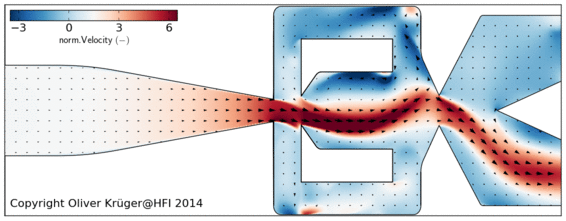 −3 0 3 6
norm.Velocity (−)
Copyright Oliver Krüger@HFI 2014